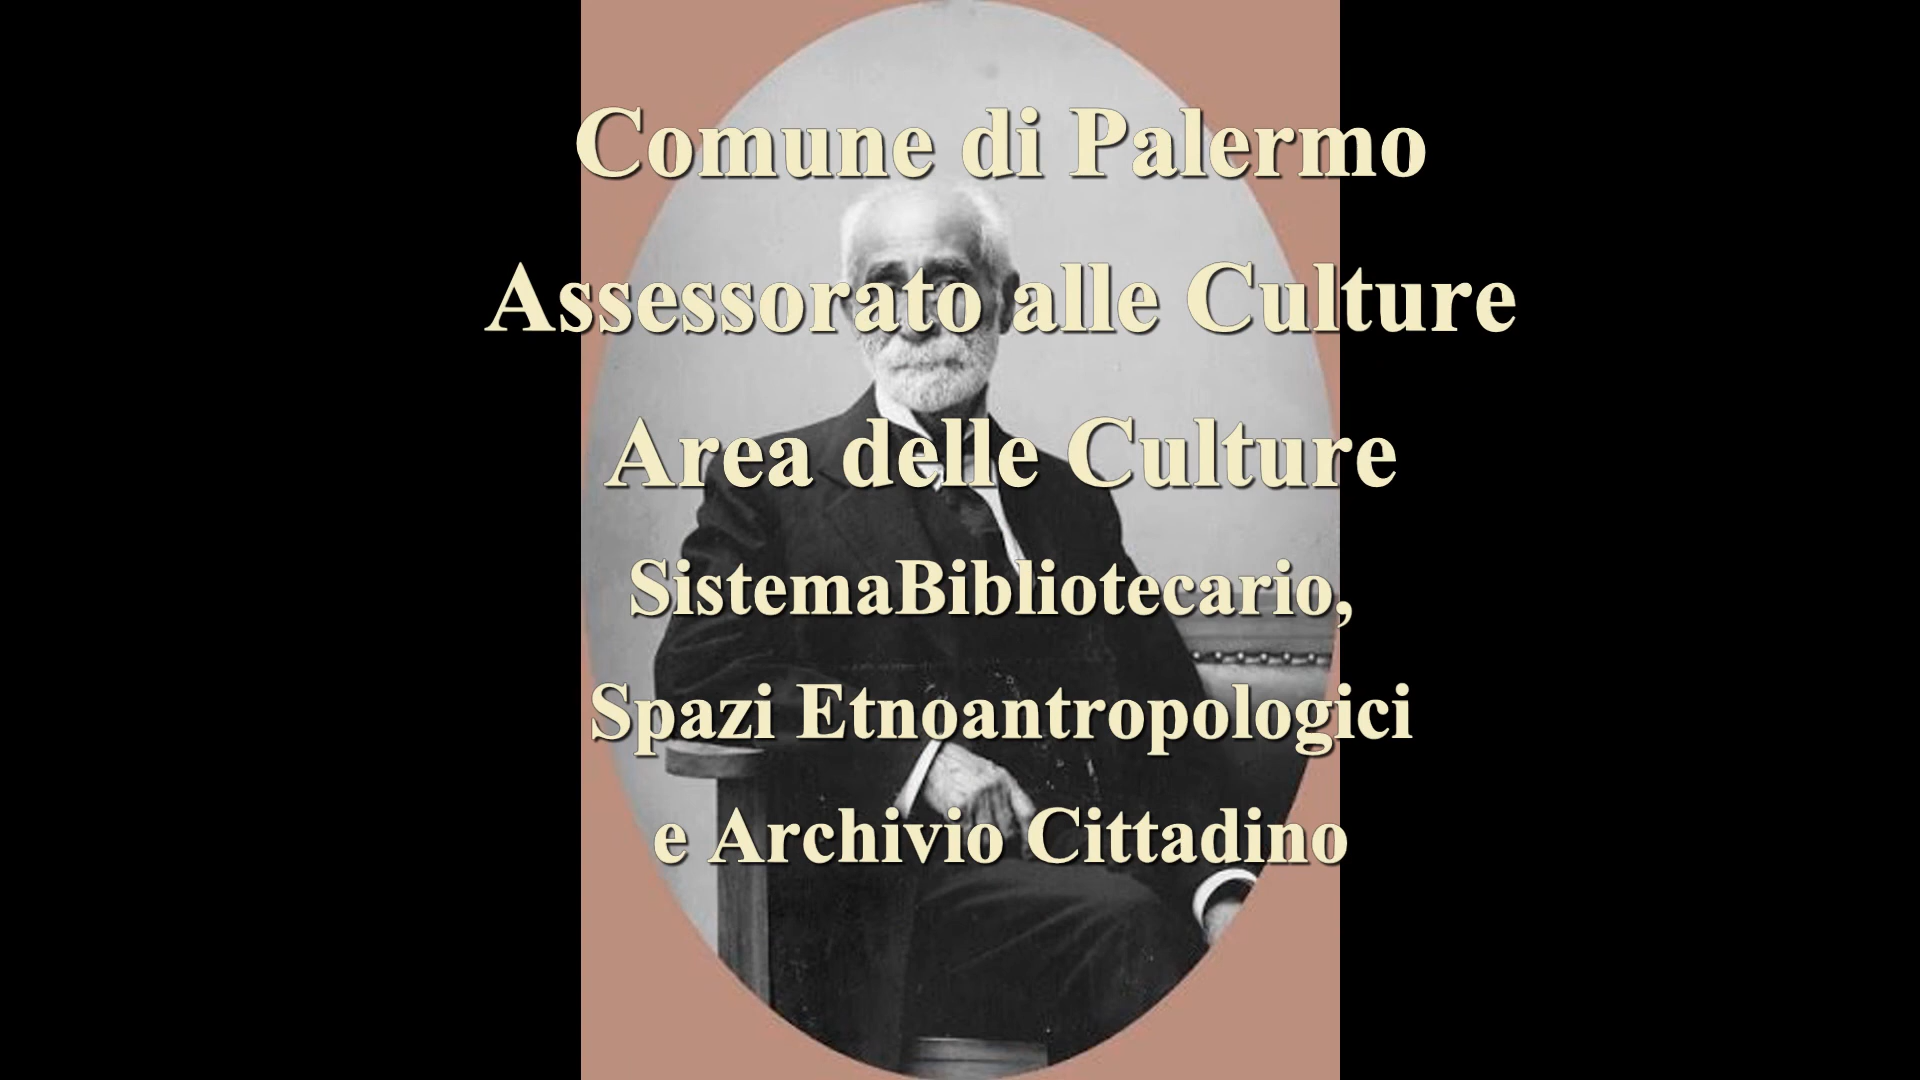 Comune di Palermo
Assessorato alle Culture
Area delle Culture
SistemaBibliotecario,
Spazi Etnoantropologici
e Archivio Cittadino